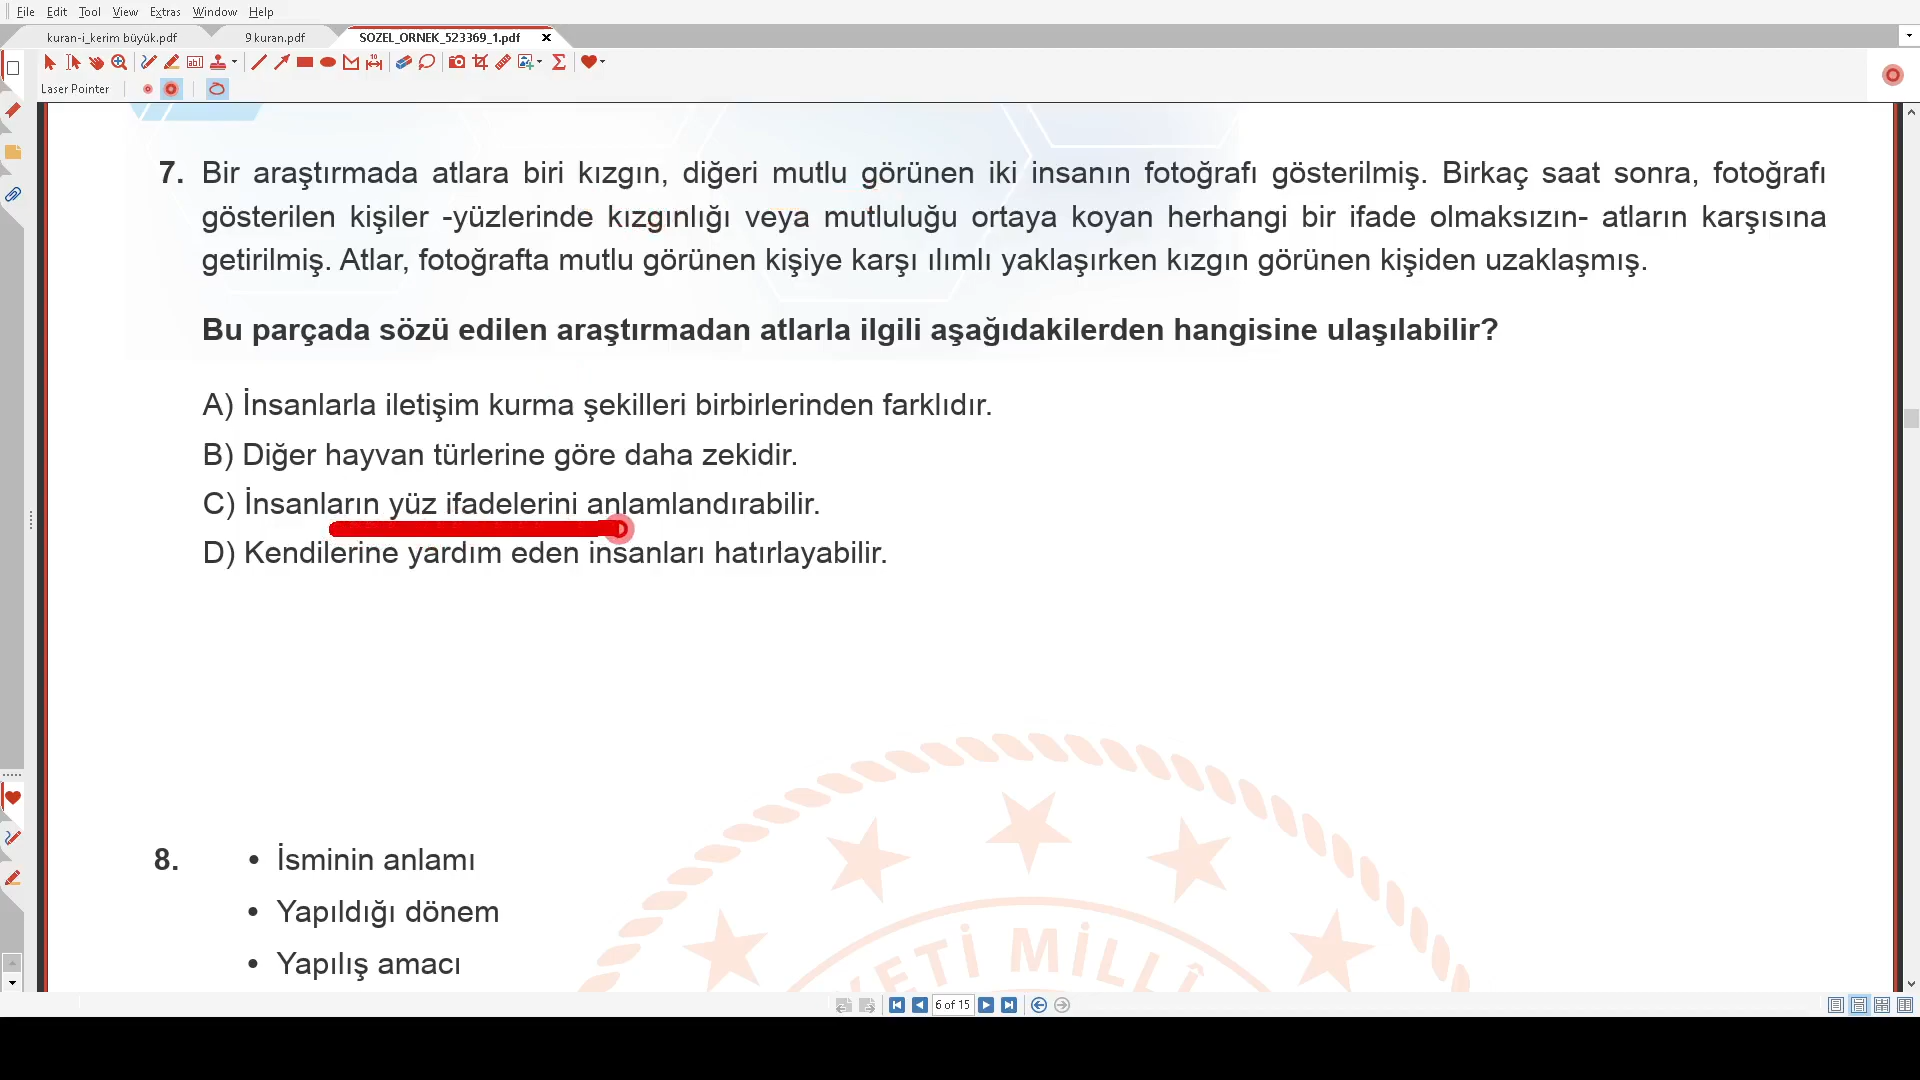 File Edit Tool View Extras Window Help
kuran-i_kerim büyük.pdf 9 kuran.pdf SOZEL_ORNEK_523369_1.pdf
Laser Pointer
7. Bir araştırmada atlara biri kızgın, diğeri mutlu görünen iki insanın fotoğrafı gösterilmiş. Birkaç saat sonra, fotoğrafı
gösterilen kişiler -yüzlerinde kızgınlığı veya mutluluğu ortaya koyan herhangi bir ifade olmaksızın- atların karşısına
getirilmiş. Atlar, fotoğrafta mutlu görünen kişiye karşı ılımlı yaklaşırken kızgın görünen kişiden uzaklaşmış.
Bu parçada sözü edilen araştırmadan atlarla ilgili aşağıdakilerden hangisine ulaşılabilir?
A) İnsanlarla iletişim kurma şekilleri birbirlerinden farklıdır.
B) Diğer hayvan türlerine göre daha zekidir.
C) İnsanların yüz ifadelerini anlamlandırabilir.
D) Kendilerine yardım eden insanları hatırlayabilir.
8. • İsminin anlamı
• Yapıldığı dönem
• Yapılış amacı
YETİ MİLLÎ
6 of 15